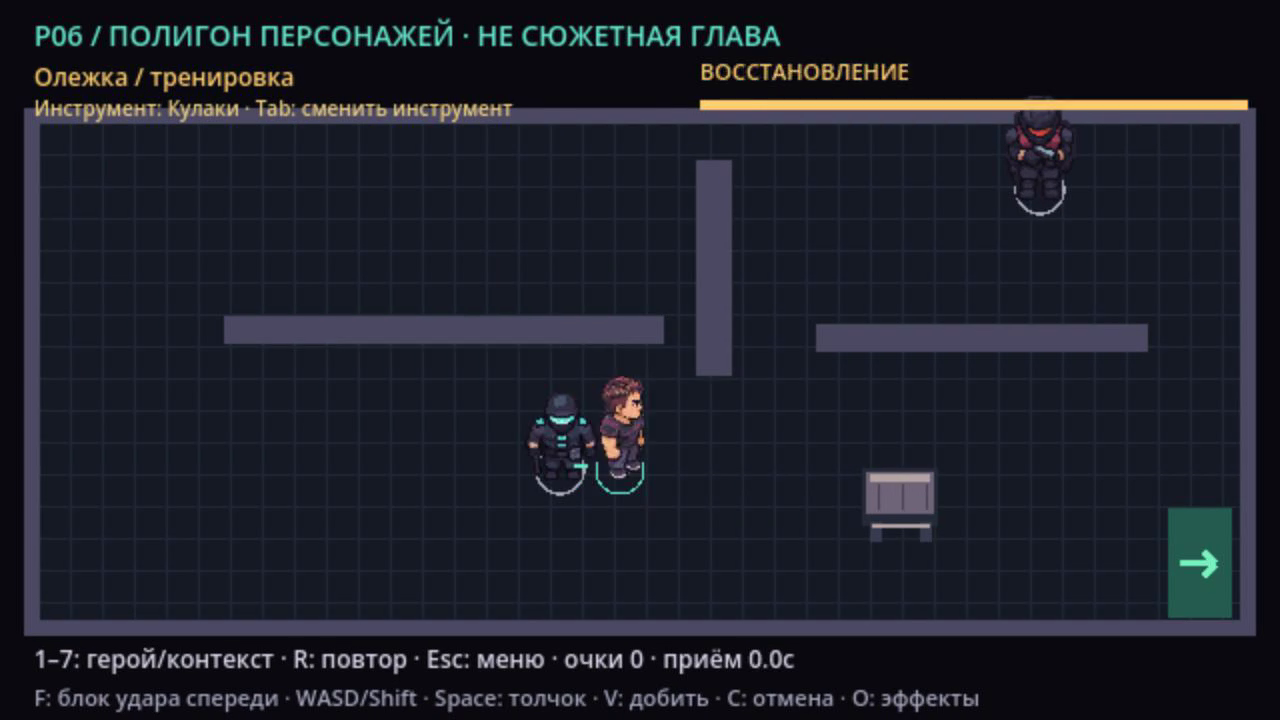 P06 / ПОЛИГОН ПЕРСОНАЖЕЙ · НЕ СЮЖЕТНАЯ ГЛАВА
Олежка / тренировка
ВОССТАНОВЛЕНИЕ
Инструмент: Кулаки · Tab: сменить инструмент
→
1–7: герой/контекст · R: повтор · Esc: меню · очки 0 · приём 0.0с
F: блок удара спереди · WASD/Shift · Space: толчок · V: добить · C: отмена · O: эффекты